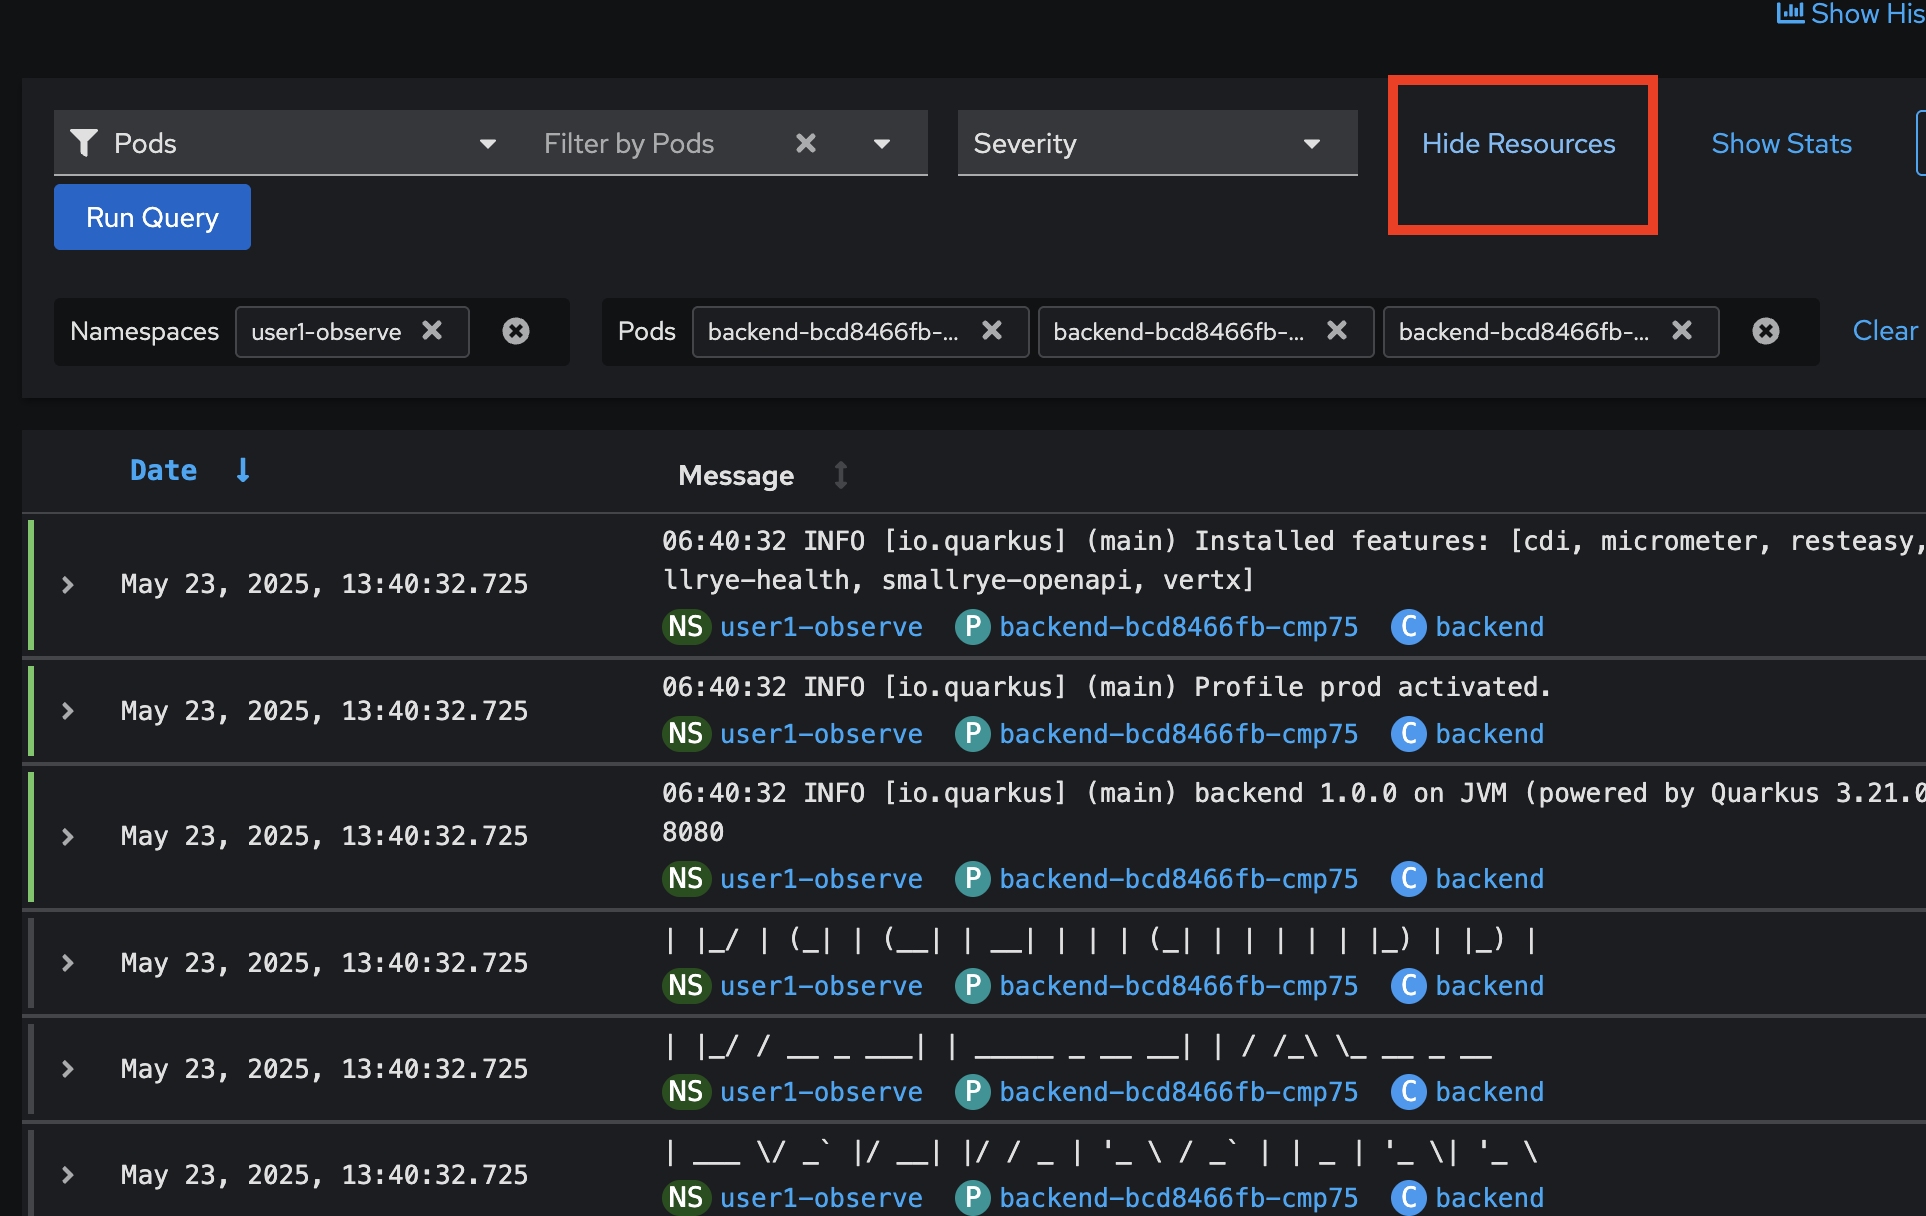 Show His
Pods Filter by Pods Severity Hide Resources Show Stats
Run Query
Namespaces user1-observe Pods backend-bcd8466fb-... backend-bcd8466fb-... backend-bcd8466fb-... Clear
Date Message
06:40:32 INFO [io.quarkus] (main) Installed features: [cdi, micrometer, resteasy,
May 23, 2025, 13:40:32.725
llrye-health, smallrye-openapi, vertx]
NS user1-observe P backend-bcd8466fb-cmp75 C backend
06:40:32 INFO [io.quarkus] (main) Profile prod activated.
May 23, 2025, 13:40:32.725
NS user1-observe P backend-bcd8466fb-cmp75 C backend
06:40:32 INFO [io.quarkus] (main) backend 1.0.0 on JVM (powered by Quarkus 3.21.0
May 23, 2025, 13:40:32.725
8080
NS user1-observe P backend-bcd8466fb-cmp75 C backend
| |_/ | (_| | (__| | __| | | | (_| | | | | | |_) | |_) |
May 23, 2025, 13:40:32.725
NS user1-observe P backend-bcd8466fb-cmp75 C backend
| |_/ / __ _ ___| | _____ _ __ __| | / /_\ \_ __ _ __
May 23, 2025, 13:40:32.725
NS user1-observe P backend-bcd8466fb-cmp75 C backend
| ___ \/ _` |/ __| |/ / _ | '_ \ / _` | | _ | '_ \| '_ \
May 23, 2025, 13:40:32.725
NS user1-observe P backend-bcd8466fb-cmp75 C backend